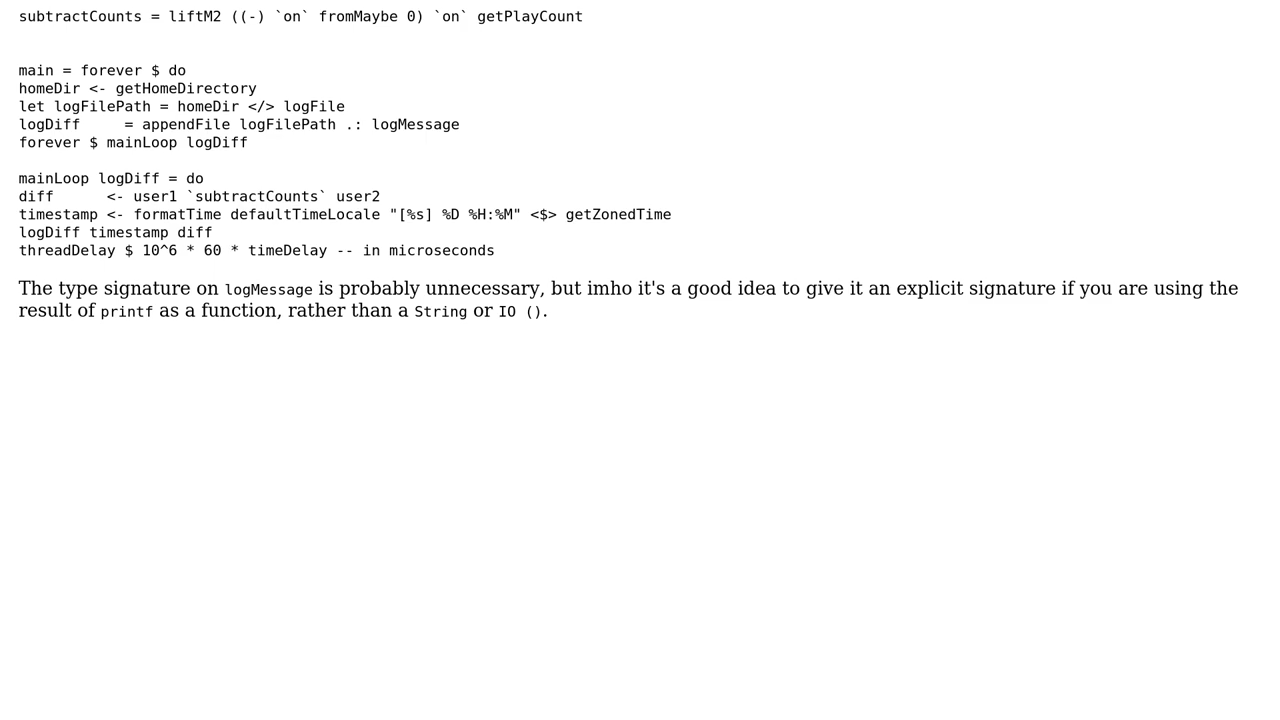 subtractCounts = liftM2 ((-) `on` fromMaybe 0) `on` getPlayCount
main = forever $ do
homeDir <- getHomeDirectory
let logFilePath = homeDir </> logFile
logDiff     = appendFile logFilePath .: logMessage
forever $ mainLoop logDiff
mainLoop logDiff = do
diff      <- user1 `subtractCounts` user2
timestamp <- formatTime defaultTimeLocale "[%s] %D %H:%M" <$> getZonedTime
logDiff timestamp diff
threadDelay $ 10^6 * 60 * timeDelay -- in microseconds
The type signature on logMessage is probably unnecessary, but imho it's a good idea to give it an explicit signature if you are using the
result of printf as a function, rather than a String or IO ().